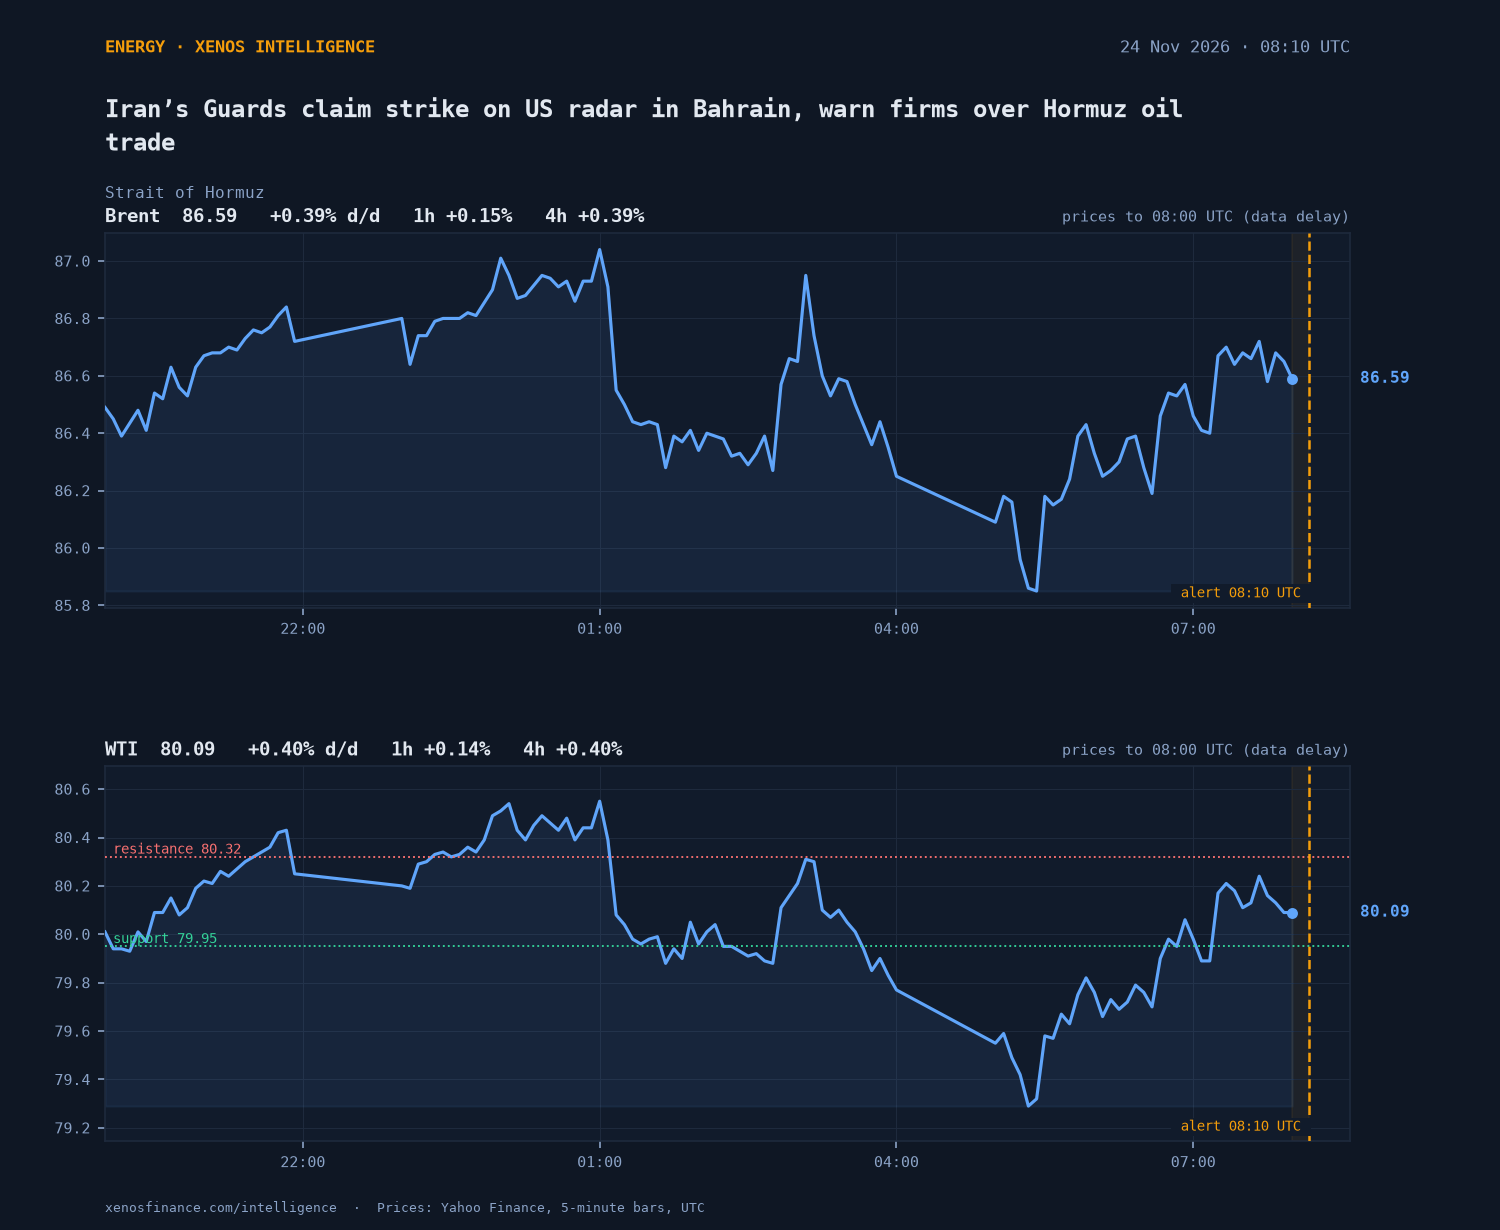 ENERGY · XENOS INTELLIGENCE
24 Nov 2026 · 08:10 UTC
Iran’s Guards claim strike on US radar in Bahrain, warn firms over Hormuz oil
trade
Strait of Hormuz
Brent 86.59 +0.39% d/d 1h +0.15% 4h +0.39%
prices to 08:00 UTC (data delay)
87.0
86.8
86.6
86.59
86.4
86.2
86.0
85.8
alert 08:10 UTC
22:00
01:00
04:00
07:00
WTI 80.09 +0.40% d/d 1h +0.14% 4h +0.40%
prices to 08:00 UTC (data delay)
80.6
80.4
resistance 80.32
80.2
80.09
80.0
support 79.95
79.8
79.6
79.4
79.2
alert 08:10 UTC
22:00
01:00
04:00
07:00
xenosfinance.com/intelligence · Prices: Yahoo Finance, 5-minute bars, UTC